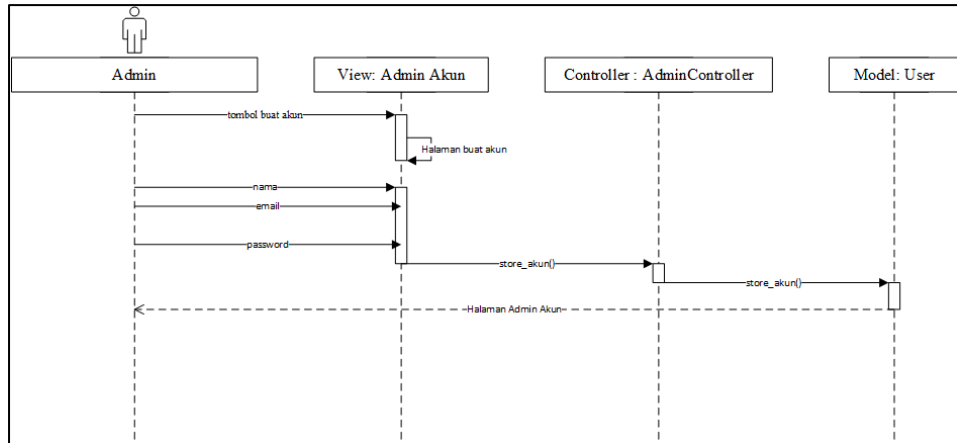 Admin
View: Admin Akun
Controller : AdminController
Model: User
tombol buat akun
Halaman buat akun
nama
email
password
store_akun()
store_akun()
Halaman Admin Akun